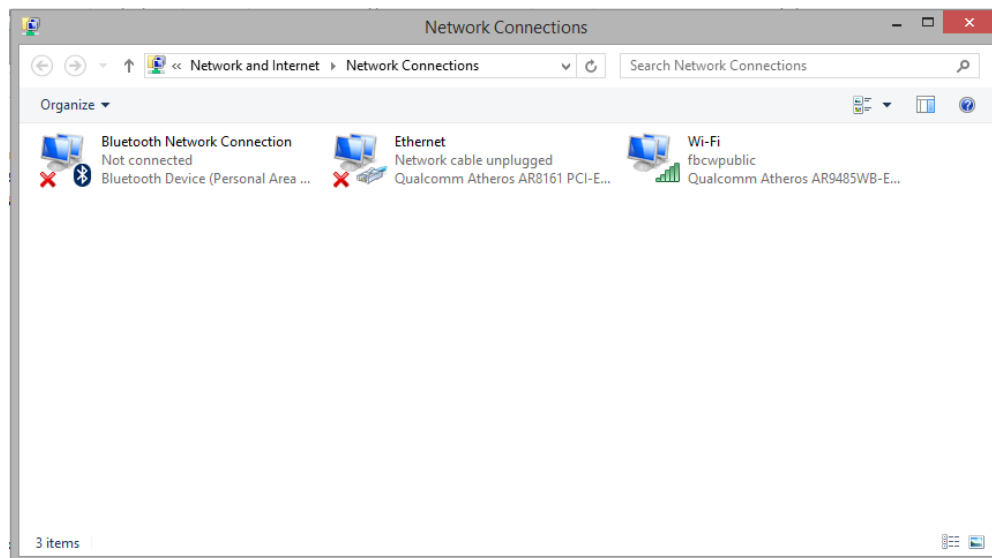 Network Connections
« Network and Internet Network Connections
Search Network Connections
Organize
Bluetooth Network Connection
Not connected
Bluetooth Device (Personal Area ...
Ethernet
Network cable unplugged
Qualcomm Atheros AR8161 PCI-E...
Wi-Fi
fbcwpublic
Qualcomm Atheros AR9485WB-E...
3 items